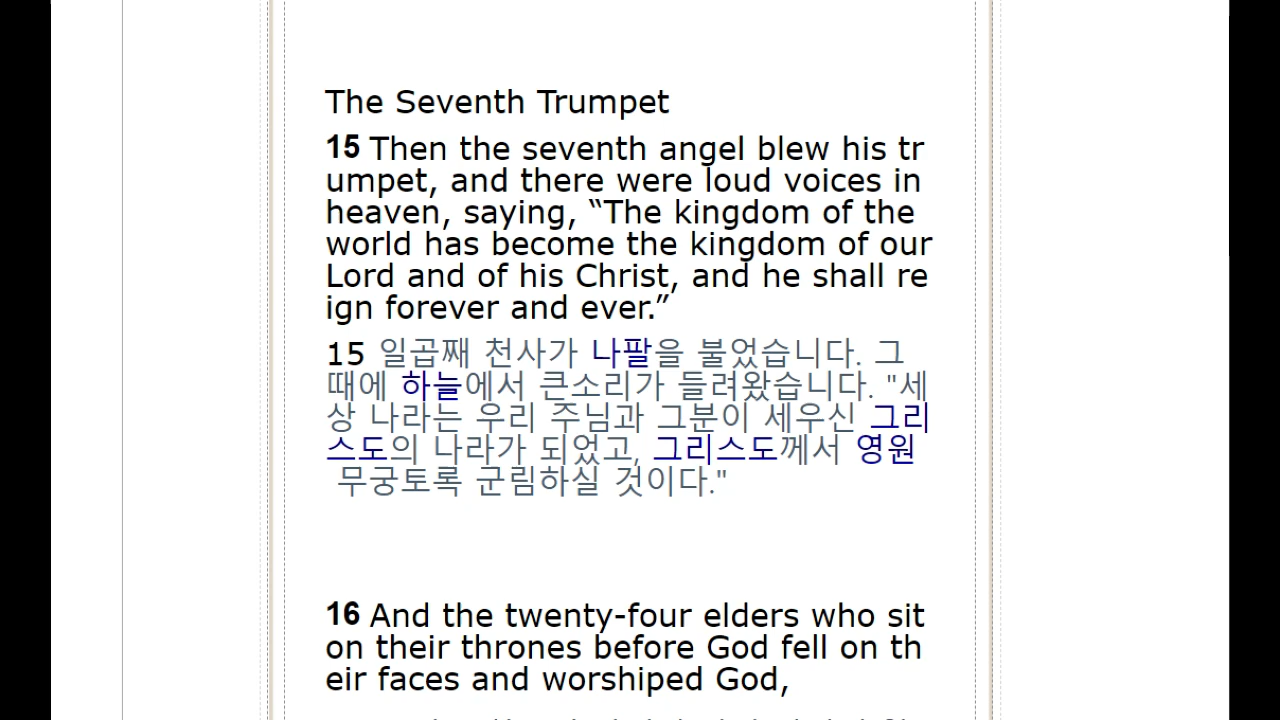 The Seventh Trumpet
15 Then the seventh angel blew his tr
umpet, and there were loud voices in
heaven, saying, “The kingdom of the
world has become the kingdom of our
Lord and of his Christ, and he shall re
ign forever and ever.”
15 일곱째 천사가 나팔을 불었습니다. 그
때에 하늘에서 큰소리가 들려왔습니다. "세
상 나라는 우리 주님과 그분이 세우신 그리
스도의 나라가 되었고, 그리스도께서 영원
무궁토록 군림하실 것이다."
16 And the twenty-four elders who sit
on their thrones before God fell on th
eir faces and worshiped God,